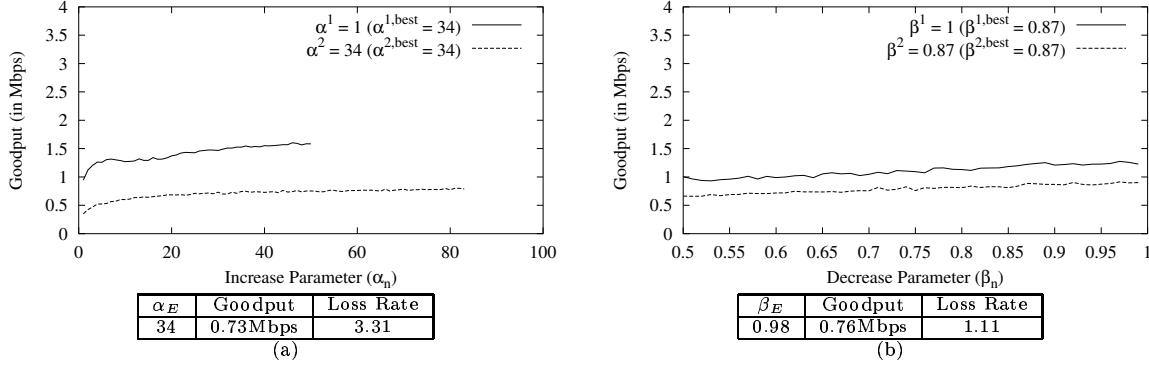 4
3.5
3
2.5
2
1.5
1
0.5
0
Goodput (in Mbps)
α¹ = 1 (α¹,ᵇᵉˢᵗ = 34)
α² = 34 (α²,ᵇᵉˢᵗ = 34)
0 20 40 60 80 100
Increase Parameter (αₙ)
α_E Goodput Loss Rate
34 0.73Mbps 3.31
(a)
4
3.5
3
2.5
2
1.5
1
0.5
0
Goodput (in Mbps)
β¹ = 1 (β¹,ᵇᵉˢᵗ = 0.87)
β² = 0.87 (β²,ᵇᵉˢᵗ = 0.87)
0.5 0.55 0.6 0.65 0.7 0.75 0.8 0.85 0.9 0.95 1
Decrease Parameter (βₙ)
β_E Goodput Loss Rate
0.98 0.76Mbps 1.11
(b)